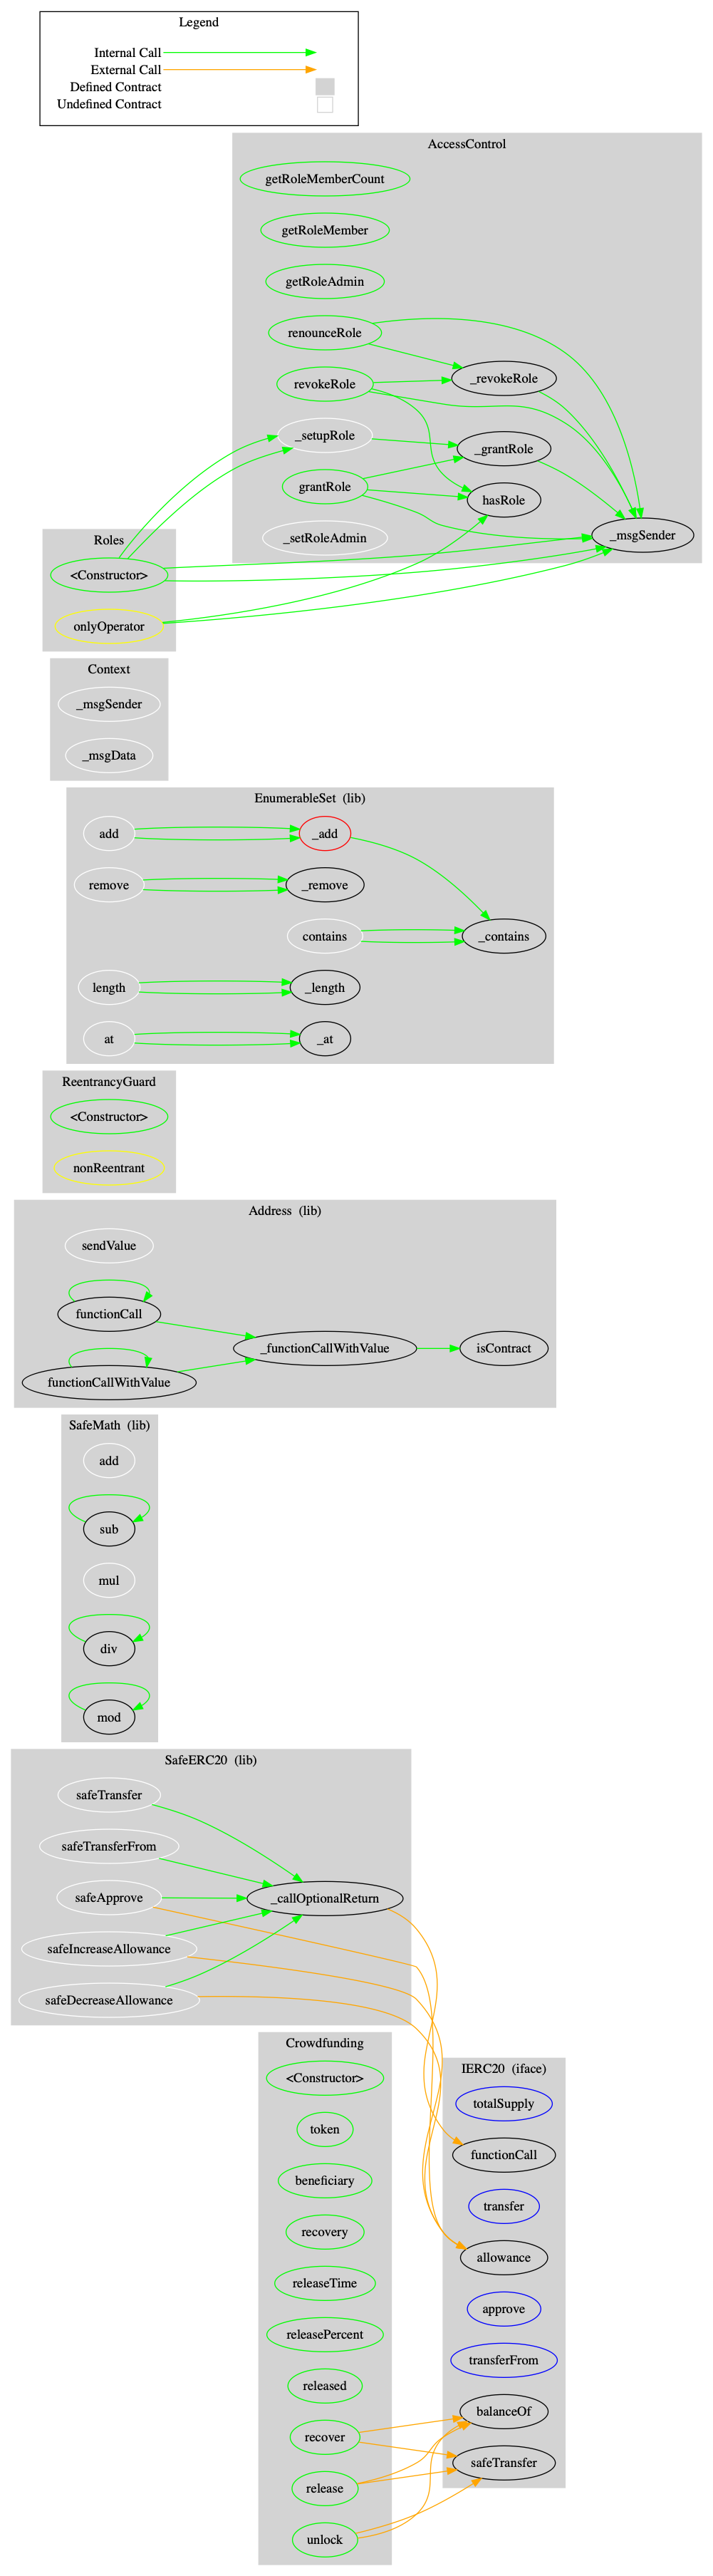 Legend
Internal Call
External Call
Defined Contract
Undefined Contract
AccessControl
getRoleMemberCount
getRoleMember
getRoleAdmin
renounceRole
_revokeRole
revokeRole
_setupRole
_grantRole
grantRole
hasRole
_setRoleAdmin
_msgSender
Roles
<Constructor>
onlyOperator
Context
_msgSender
_msgData
EnumerableSet (lib)
add
_add
remove
_remove
contains
_contains
length
_length
at
_at
ReentrancyGuard
<Constructor>
nonReentrant
Address (lib)
sendValue
functionCall
_functionCallWithValue
isContract
functionCallWithValue
SafeMath (lib)
add
sub
mul
div
mod
SafeERC20 (lib)
safeTransfer
safeTransferFrom
safeApprove
_callOptionalReturn
safeIncreaseAllowance
safeDecreaseAllowance
Crowdfunding
<Constructor>
token
beneficiary
recovery
releaseTime
releasePercent
released
recover
release
unlock
IERC20 (iface)
totalSupply
functionCall
transfer
allowance
approve
transferFrom
balanceOf
safeTransfer